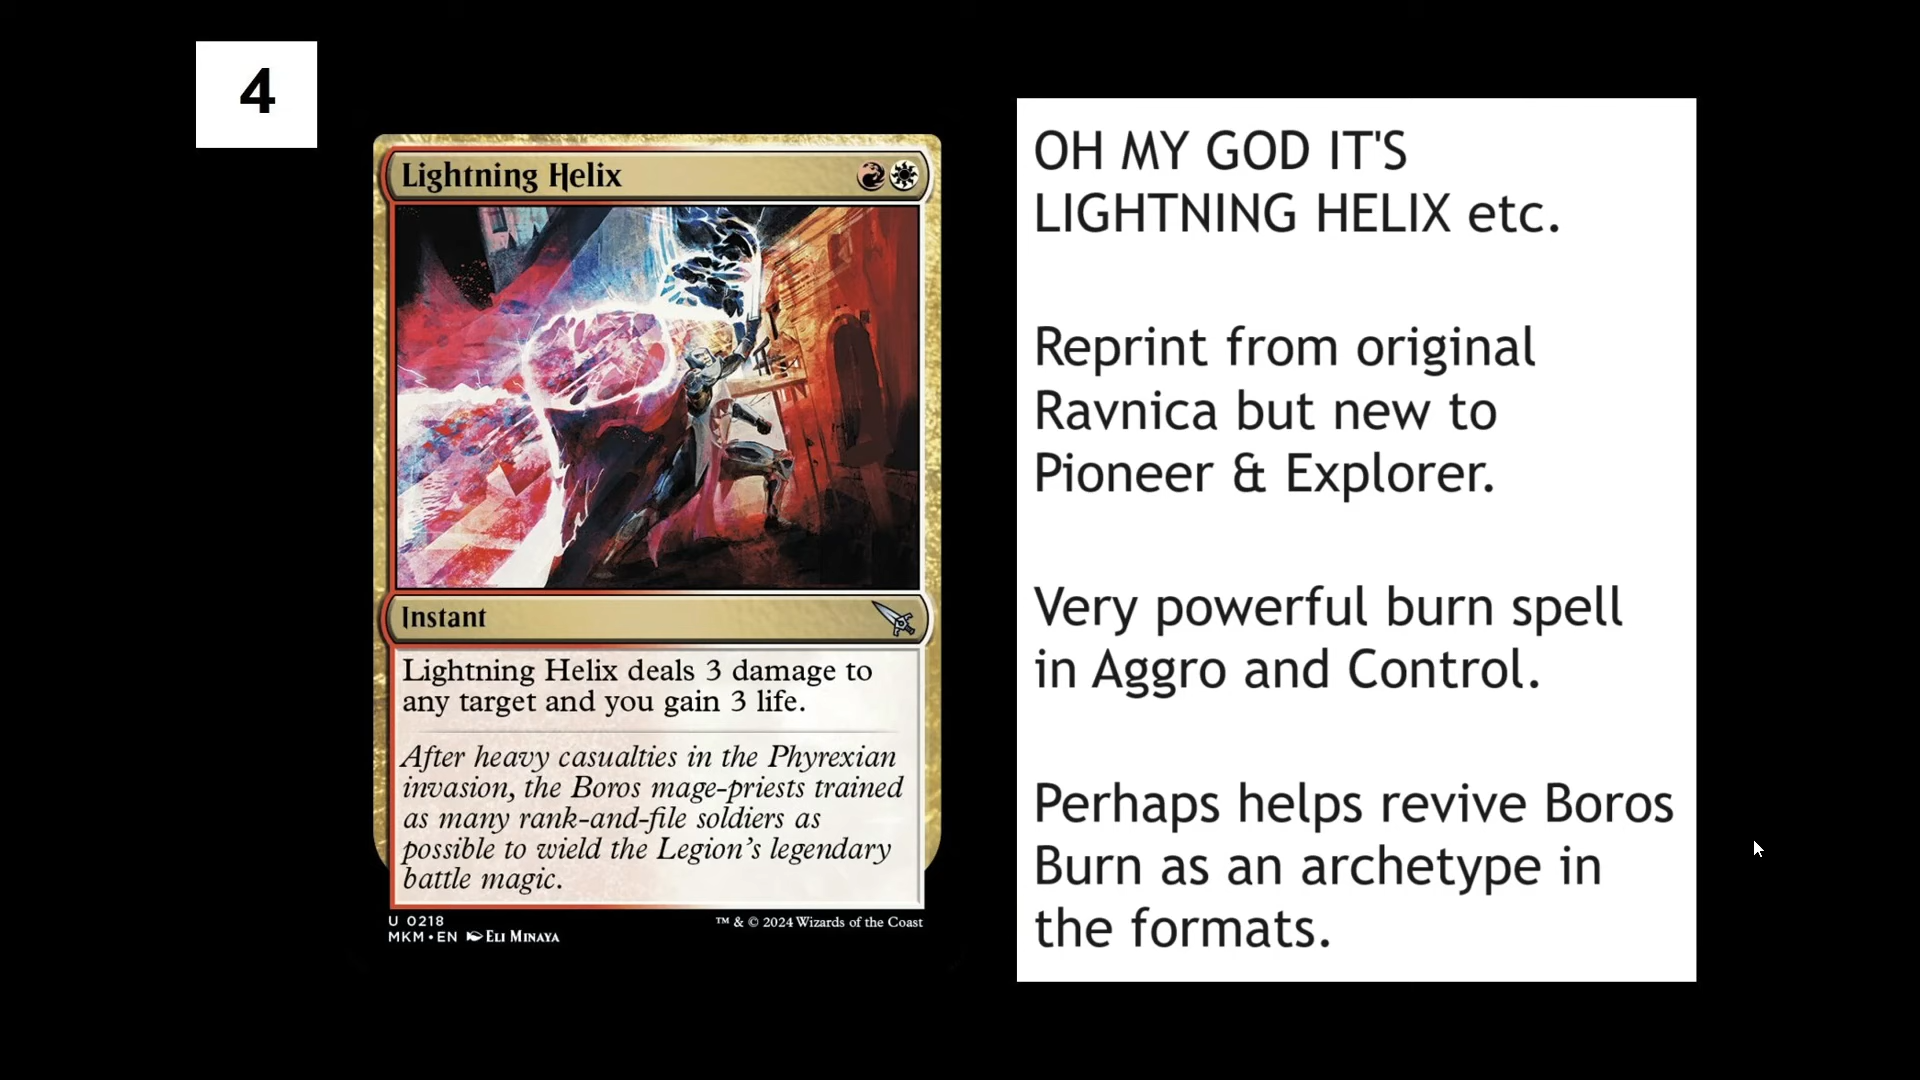 4
Lightning Helix
Instant
Lightning Helix deals 3 damage to
any target and you gain 3 life.
After heavy casualties in the Phyrexian
invasion, the Boros mage-priests trained
as many rank-and-file soldiers as
possible to wield the Legion's legendary
battle magic.
U 0218
MKM • EN ELI MINAYA
™ & © 2024 Wizards of the Coast
OH MY GOD IT'S
LIGHTNING HELIX etc.
Reprint from original
Ravnica but new to
Pioneer & Explorer.
Very powerful burn spell
in Aggro and Control.
Perhaps helps revive Boros
Burn as an archetype in
the formats.